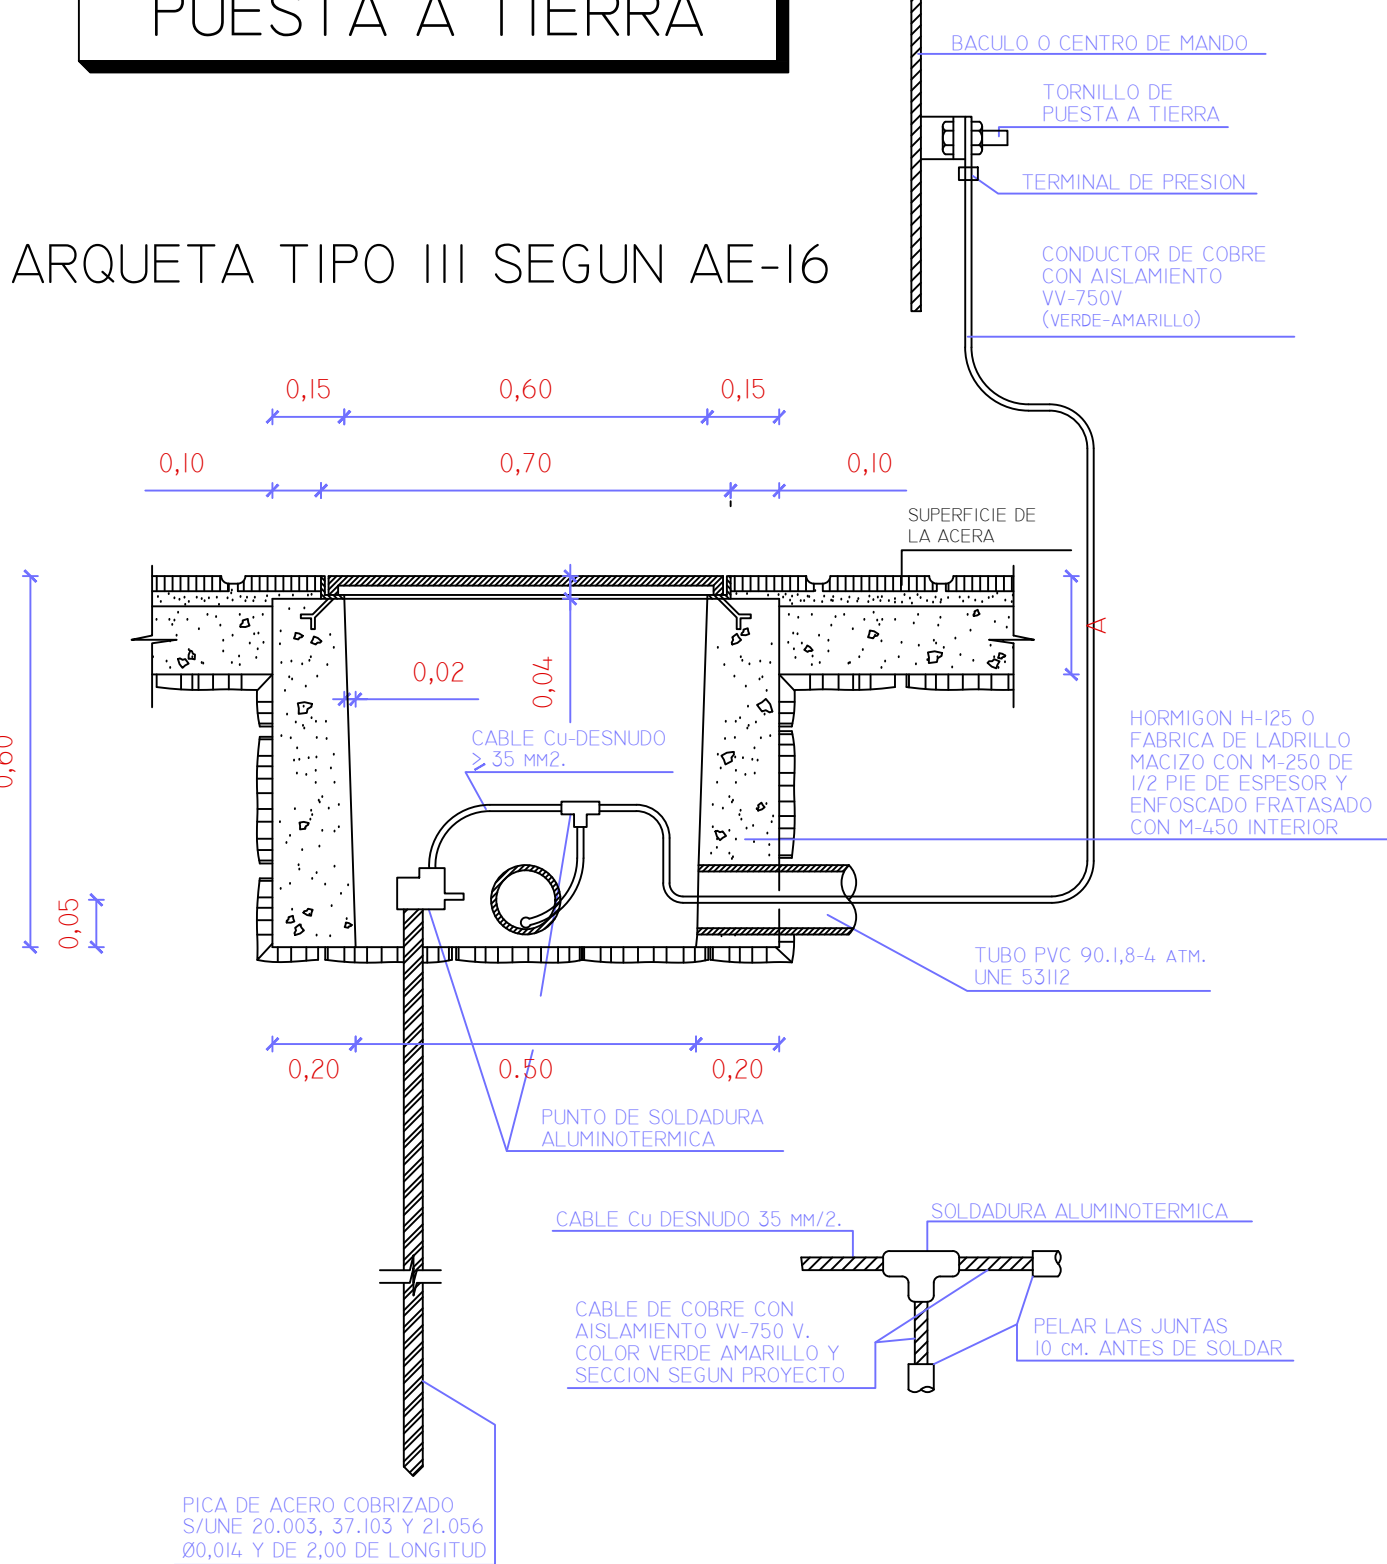 PUESTA A TIERRA
BACULO O CENTRO DE MANDO
TORNILLO DE
PUESTA A TIERRA
TERMINAL DE PRESION
ARQUETA TIPO III SEGUN AE-16
CONDUCTOR DE COBRE
CON AISLAMIENTO
VV-750V
(VERDE-AMARILLO)
0,15
0,60
0,15
0,10
0,70
0,10
SUPERFICIE DE
LA ACERA
A
0,02
0,04
0,60
CABLE Cu-DESNUDO
> 35 MM2.
HORMIGON H-125 O
FABRICA DE LADRILLO
MACIZO CON M-250 DE
1/2 PIE DE ESPESOR Y
ENFOSCADO FRATASADO
CON M-450 INTERIOR
0,05
TUBO PVC 90.1,8-4 ATM.
UNE 53112
0,20
0.50
0,20
PUNTO DE SOLDADURA
ALUMINOTERMICA
CABLE Cu DESNUDO 35 MM/2.
SOLDADURA ALUMINOTERMICA
CABLE DE COBRE CON
AISLAMIENTO VV-750 V.
COLOR VERDE AMARILLO Y
SECCION SEGUN PROYECTO
PELAR LAS JUNTAS
10 CM. ANTES DE SOLDAR
PICA DE ACERO COBRIZADO
S/UNE 20.003, 37.103 Y 21.056
Ø0,014 Y DE 2,00 DE LONGITUD